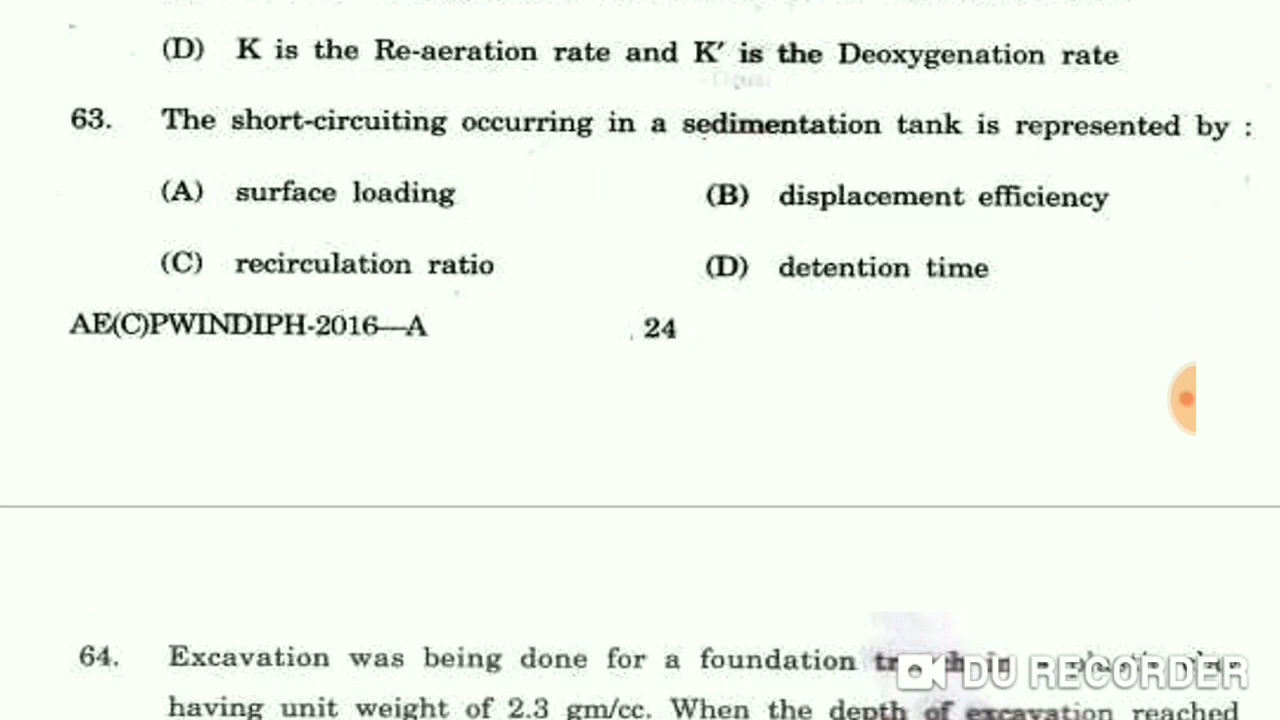 (D) K is the Re-aeration rate and K′ is the Deoxygenation rate
63. The short-circuiting occurring in a sedimentation tank is represented by :
(A) surface loading (B) displacement efficiency
(C) recirculation ratio (D) detention time
AE(C)PWINDIPH-2016—A 24
64. Excavation was being done for a foundation
DU RECORDER
having unit weight of 2.3 gm/cc. When the depth of excavation reached